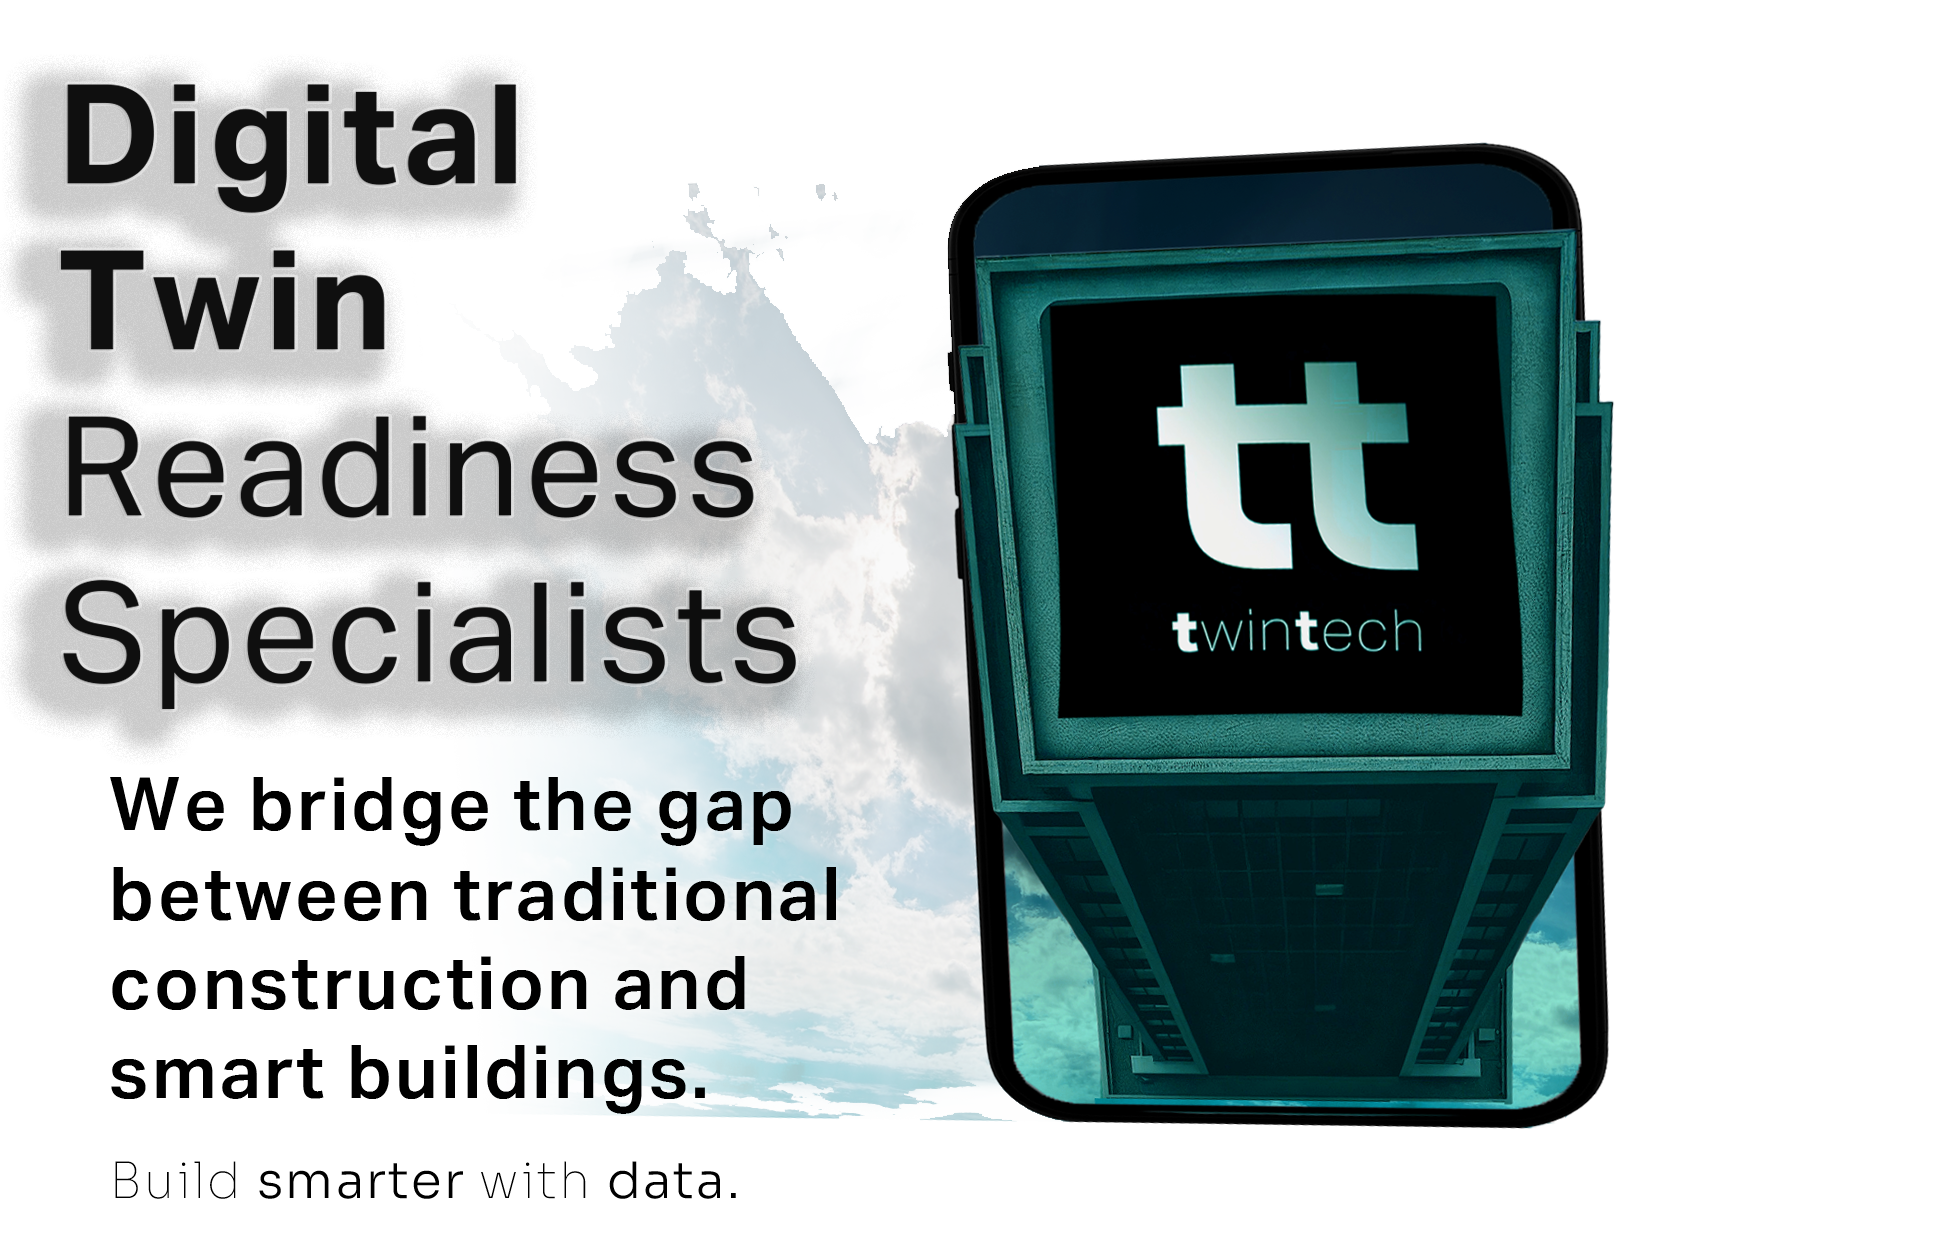 Digital
Twin
Readiness
Specialists
We bridge the gap
between traditional
construction and
smart buildings.
Build smarter with data.
tt
twintech